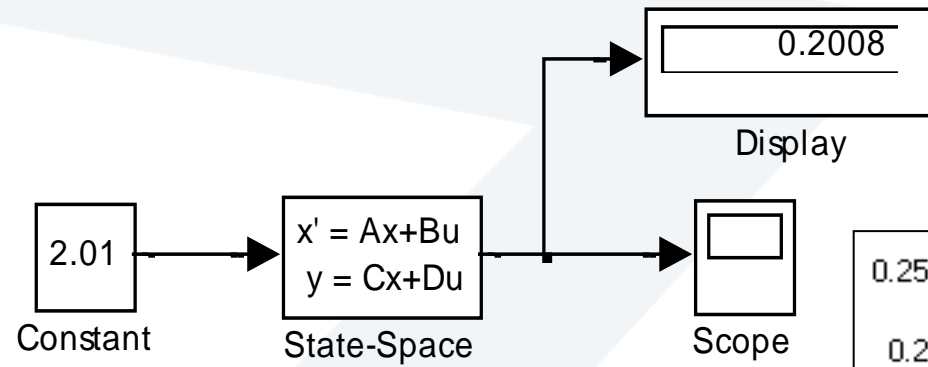 0.2008
Display
2.01
Constant
x' = Ax+Bu
y = Cx+Du
State-Space
Scope
0.25
0.2